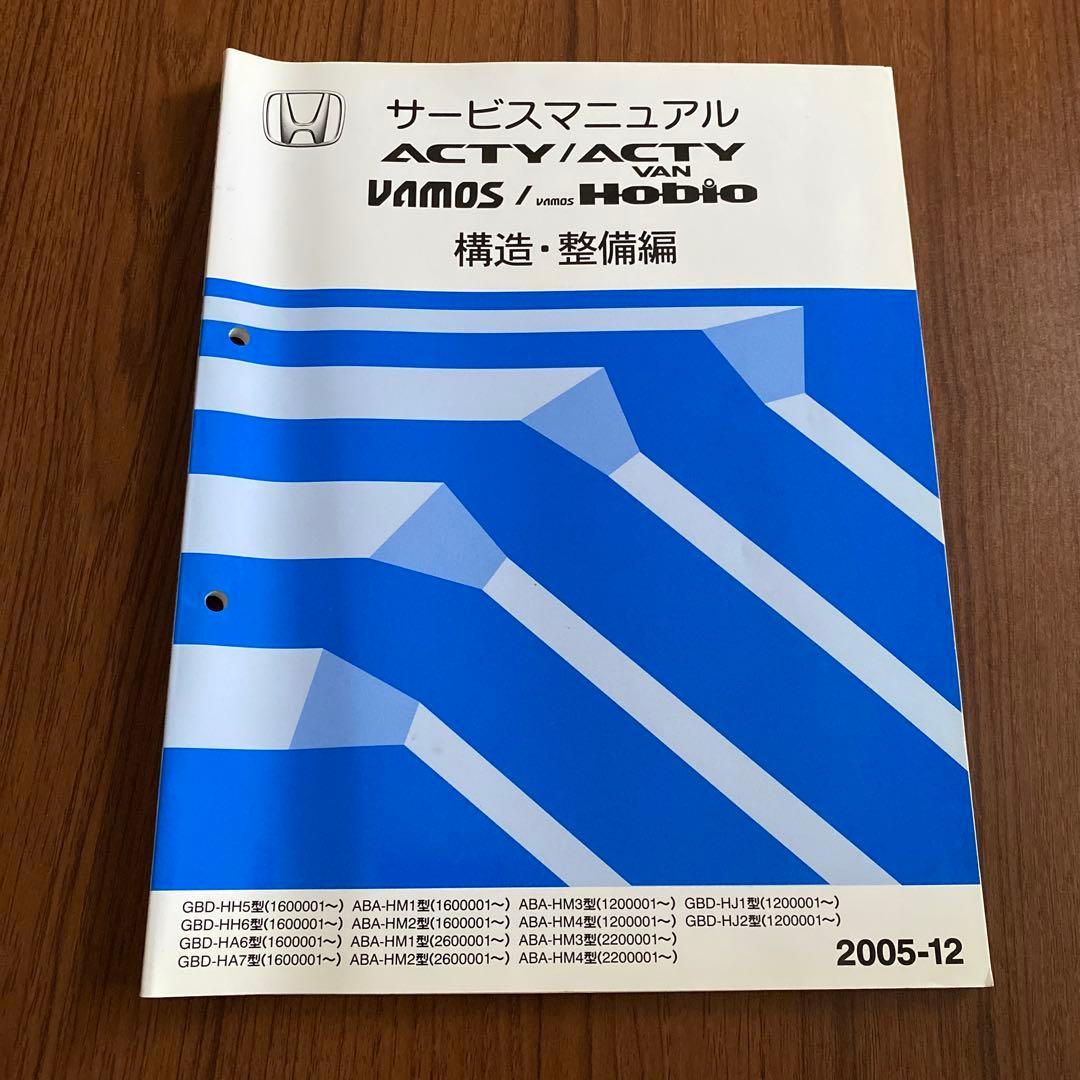 サービスマニュアル
ACTY/ACTY VAN
VAMOS / VAMOS Hobio
構造・整備編
GBD-HH5型(1600001〜) ABA-HM1型(1600001〜) ABA-HM3型(1200001〜) GBD-HJ1型(1200001〜)
GBD-HH6型(1600001〜) ABA-HM2型(1600001〜) ABA-HM4型(1200001〜) GBD-HJ2型(1200001〜)
GBD-HA6型(1600001〜) ABA-HM1型(2600001〜) ABA-HM3型(2200001〜)
GBD-HA7型(1600001〜) ABA-HM2型(2600001〜) ABA-HM4型(2200001〜)
2005-12